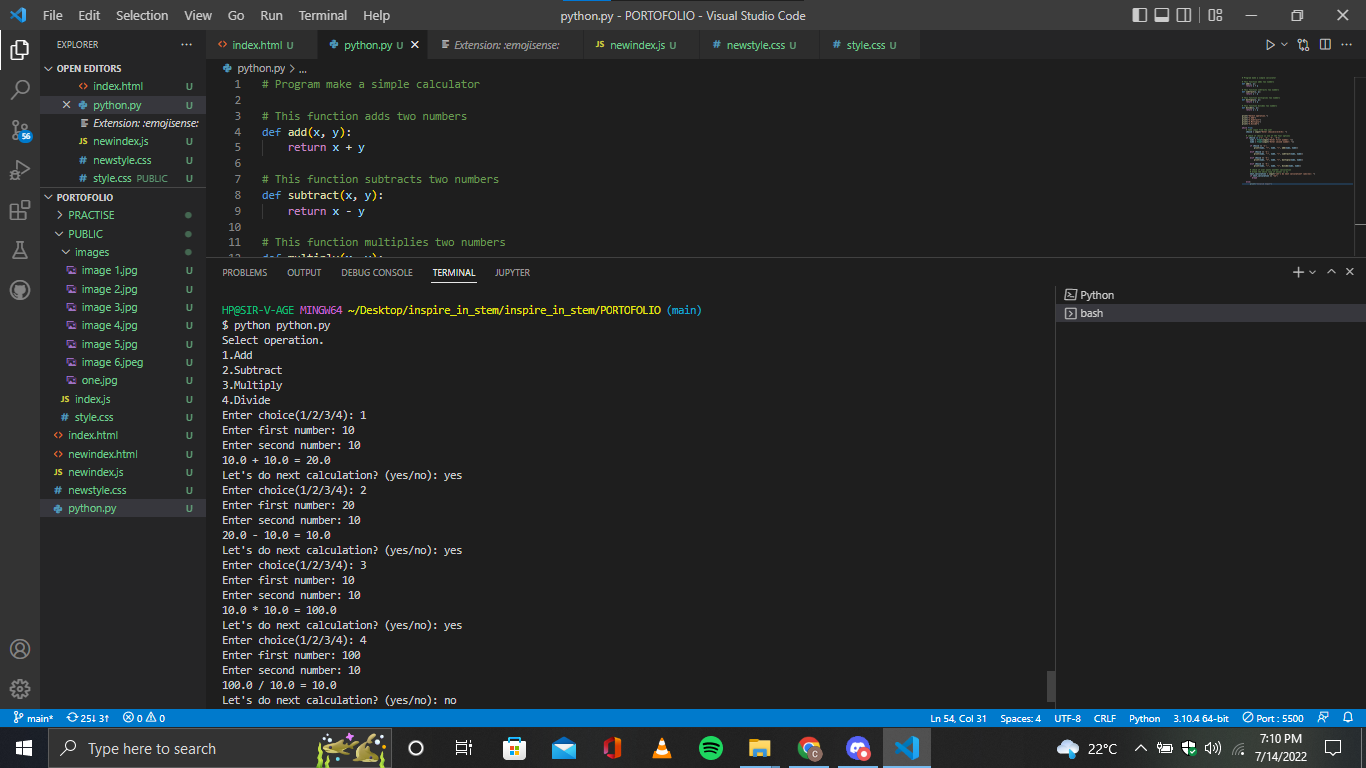 File Edit Selection View Go Run Terminal Help
python.py - PORTOFOLIO - Visual Studio Code
EXPLORER
OPEN EDITORS
index.html U
python.py U
Extension: :emojisense:
newindex.js U
newstyle.css U
style.css PUBLIC U
PORTOFOLIO
PRACTISE
PUBLIC
images
image 1.jpg U
image 2.jpg U
image 3.jpg U
image 4.jpg U
image 5.jpg U
image 6.jpeg U
one.jpg U
JS index.js U
# style.css U
index.html U
newindex.html U
JS newindex.js U
# newstyle.css U
python.py U
56
index.html U
python.py U
Extension: :emojisense:
JS newindex.js U
# newstyle.css U
# style.css U
python.py > ...
1 # Program make a simple calculator
2
3 # This function adds two numbers
4 def add(x, y):
5 return x + y
6
7 # This function subtracts two numbers
8 def subtract(x, y):
9 return x - y
10
11 # This function multiplies two numbers
12 def multiply(x, y):
PROBLEMS OUTPUT DEBUG CONSOLE TERMINAL JUPYTER
Python
bash
HP@SIR-V-AGE MINGW64 ~/Desktop/inspire_in_stem/inspire_in_stem/PORTOFOLIO (main)
$ python python.py
Select operation.
1.Add
2.Subtract
3.Multiply
4.Divide
Enter choice(1/2/3/4): 1
Enter first number: 10
Enter second number: 10
10.0 + 10.0 = 20.0
Let's do next calculation? (yes/no): yes
Enter choice(1/2/3/4): 2
Enter first number: 20
Enter second number: 10
20.0 - 10.0 = 10.0
Let's do next calculation? (yes/no): yes
Enter choice(1/2/3/4): 3
Enter first number: 10
Enter second number: 10
10.0 * 10.0 = 100.0
Let's do next calculation? (yes/no): yes
Enter choice(1/2/3/4): 4
Enter first number: 100
Enter second number: 10
100.0 / 10.0 = 10.0
Let's do next calculation? (yes/no): no
main* 25↓ 3↑ 0 0
Ln 54, Col 31 Spaces: 4 UTF-8 CRLF Python 3.10.4 64-bit Port : 5500
Type here to search
22°C
7:10 PM
7/14/2022